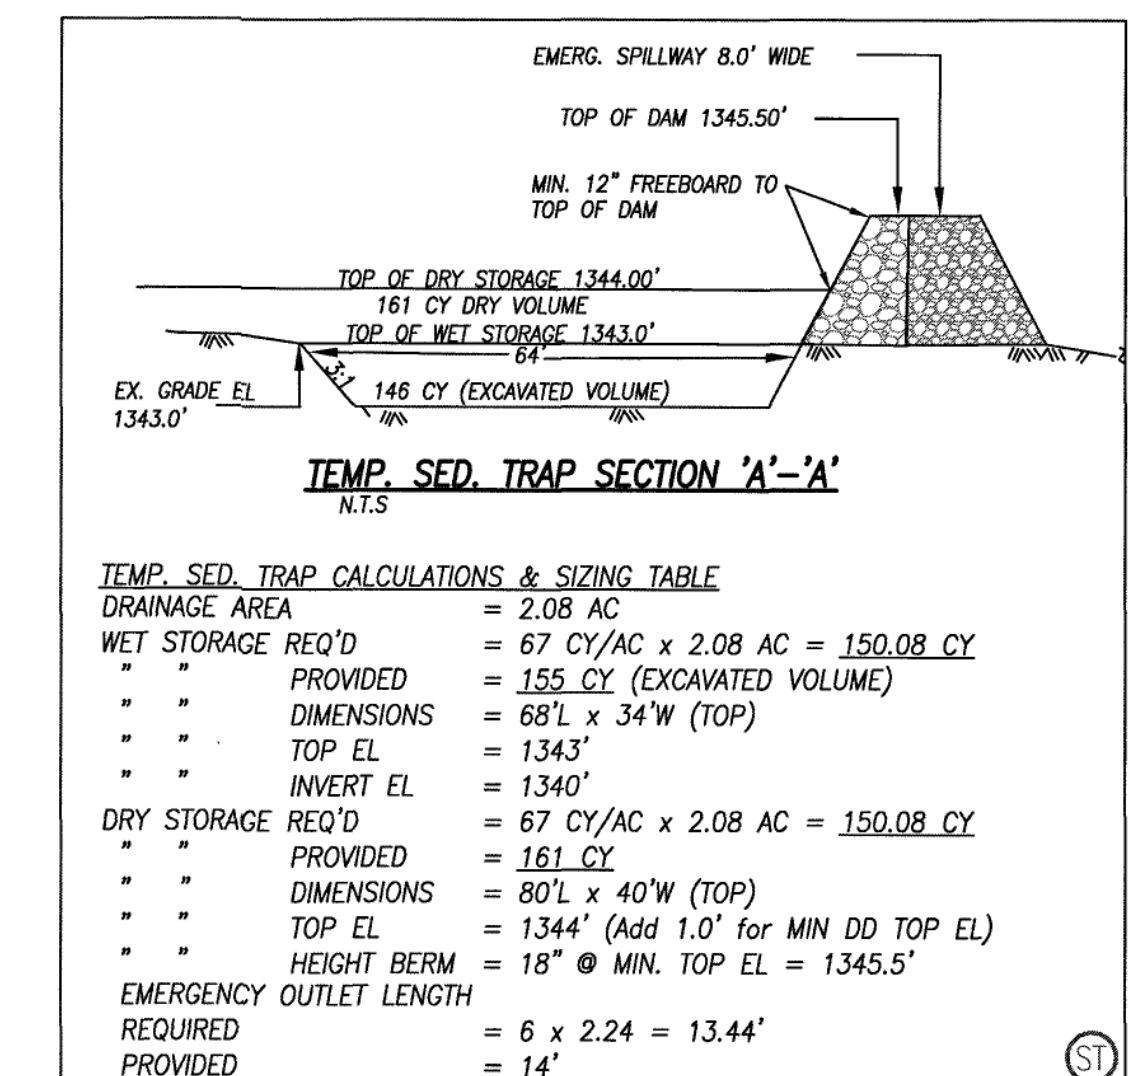 EMERG. SPILLWAY 8.0' WIDE
TOP OF DAM 1345.50'
MIN. 12" FREEBOARD TO
TOP OF DAM
TOP OF DRY STORAGE 1344.00'
161 CY DRY VOLUME
TOP OF WET STORAGE 1343.0'
64'
3:1
EX. GRADE EL
1343.0'
146 CY (EXCAVATED VOLUME)
TEMP. SED. TRAP SECTION 'A'-'A'
N.T.S
TEMP. SED. TRAP CALCULATIONS & SIZING TABLE
DRAINAGE AREA = 2.08 AC
WET STORAGE REQ'D = 67 CY/AC x 2.08 AC = 150.08 CY
" " PROVIDED = 155 CY (EXCAVATED VOLUME)
" " DIMENSIONS = 68'L x 34'W (TOP)
" " TOP EL = 1343'
" " INVERT EL = 1340'
DRY STORAGE REQ'D = 67 CY/AC x 2.08 AC = 150.08 CY
" " PROVIDED = 161 CY
" " DIMENSIONS = 80'L x 40'W (TOP)
" " TOP EL = 1344' (Add 1.0' for MIN DD TOP EL)
" " HEIGHT BERM = 18" @ MIN. TOP EL = 1345.5'
EMERGENCY OUTLET LENGTH
REQUIRED = 6 x 2.24 = 13.44'
PROVIDED = 14'
ST